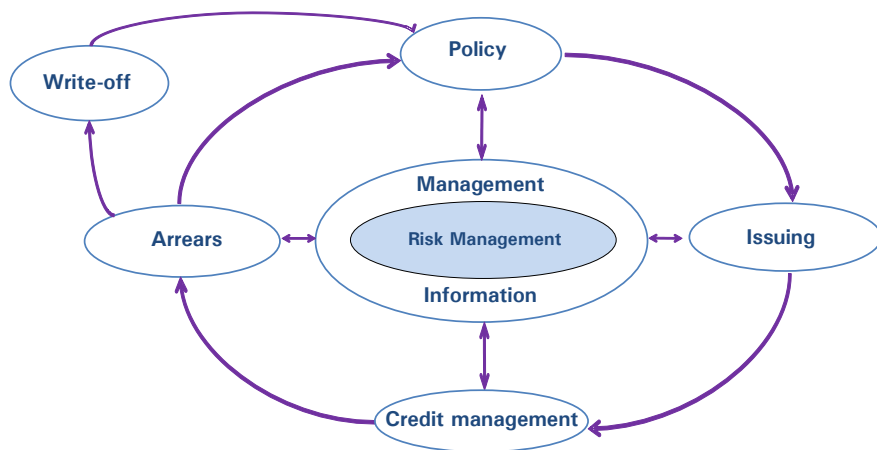 Policy
Write-off
Management
Arrears
Risk Management
Issuing
Information
Credit management